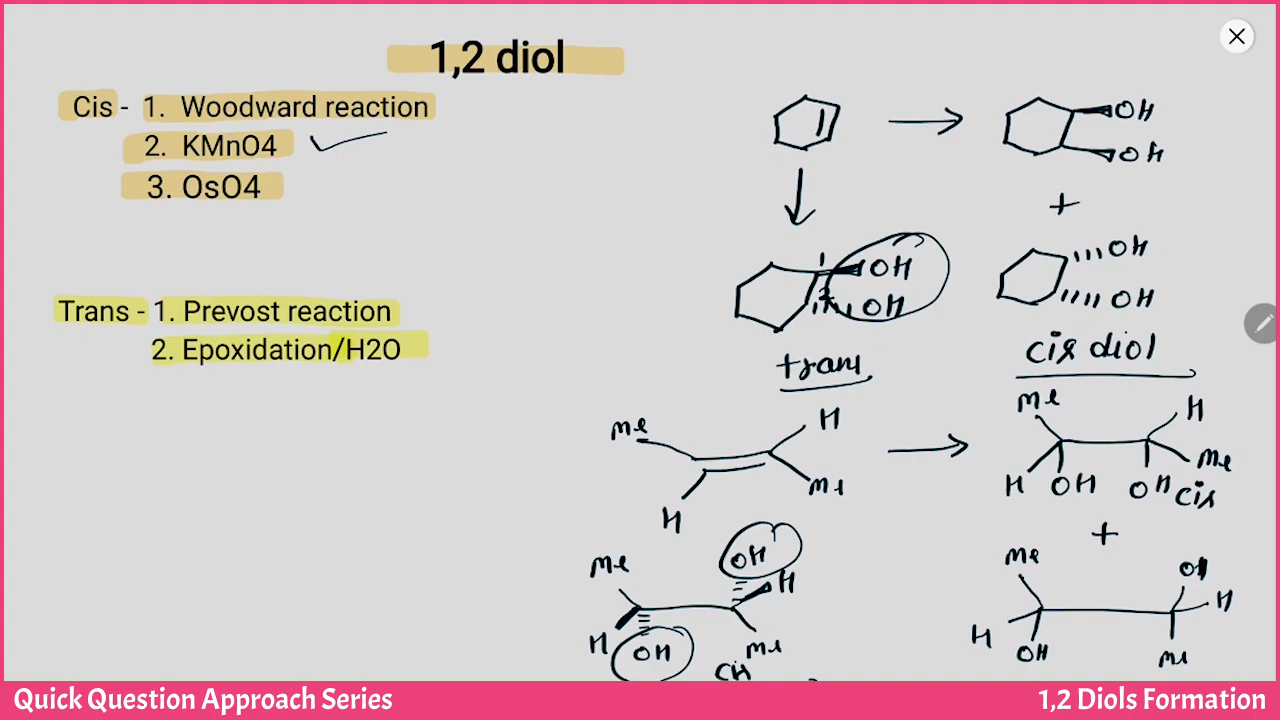 1,2 diol
Cis - 1. Woodward reaction
2. KMnO4
3. OsO4
Trans - 1. Prevost reaction
2. Epoxidation/H2O
OH
OH
+
OH
OH
OH
OH
trans
cis diol
Me
H
H
Me
Me
H
H
OH
OH
Me
cis
+
Me
OH
H
H
OH
Me
Me
OH
H
H
OH
Me
Quick Question Approach Series
1,2 Diols Formation